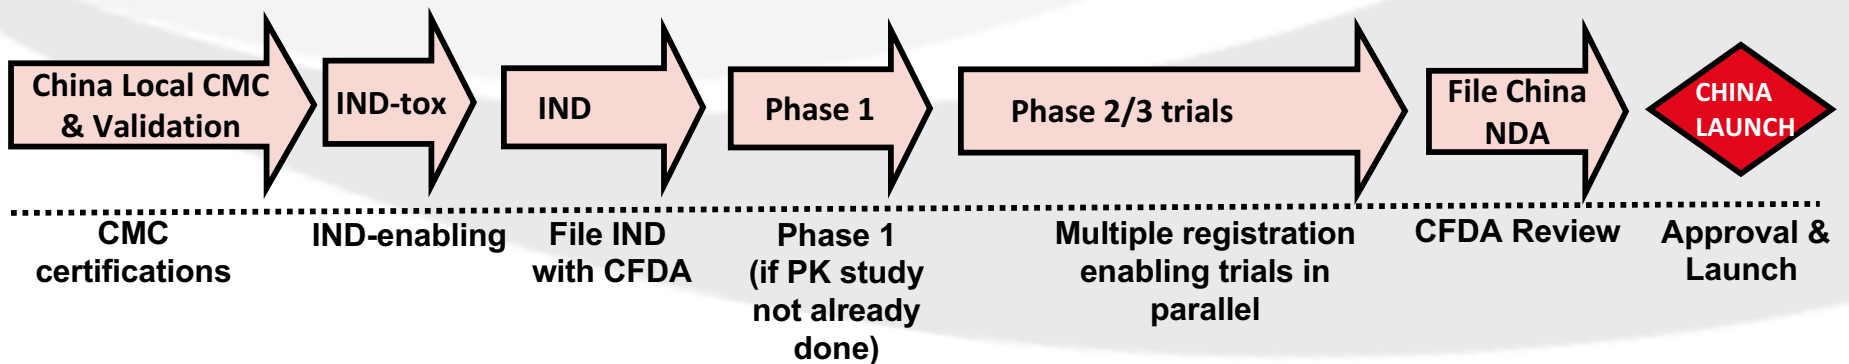 China Local CMC
& Validation
IND-tox
IND
Phase 1
Phase 2/3 trials
File China
NDA
CHINA
LAUNCH
CMC
certifications
IND-enabling
File IND
with CFDA
Phase 1
(if PK study
not already
done)
Multiple registration
enabling trials in
parallel
CFDA Review
Approval &
Launch